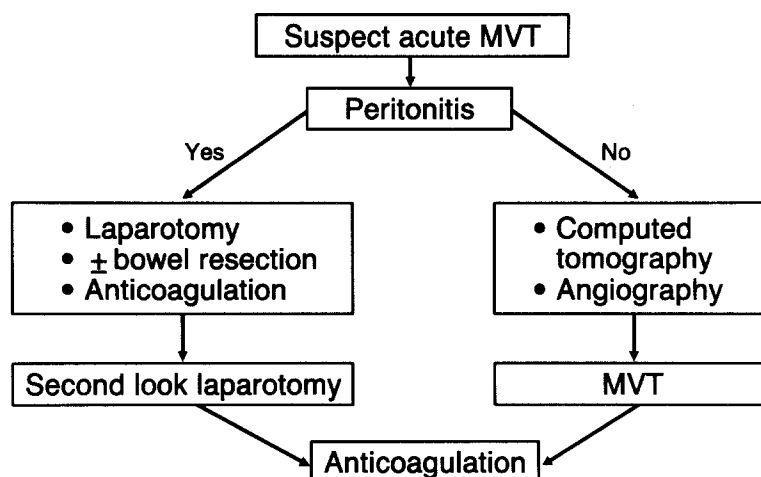 Suspect acute MVT
Peritonitis
Yes
No
• Laparotomy
• ± bowel resection
• Anticoagulation
• Computed
tomography
• Angiography
Second look laparotomy
MVT
Anticoagulation